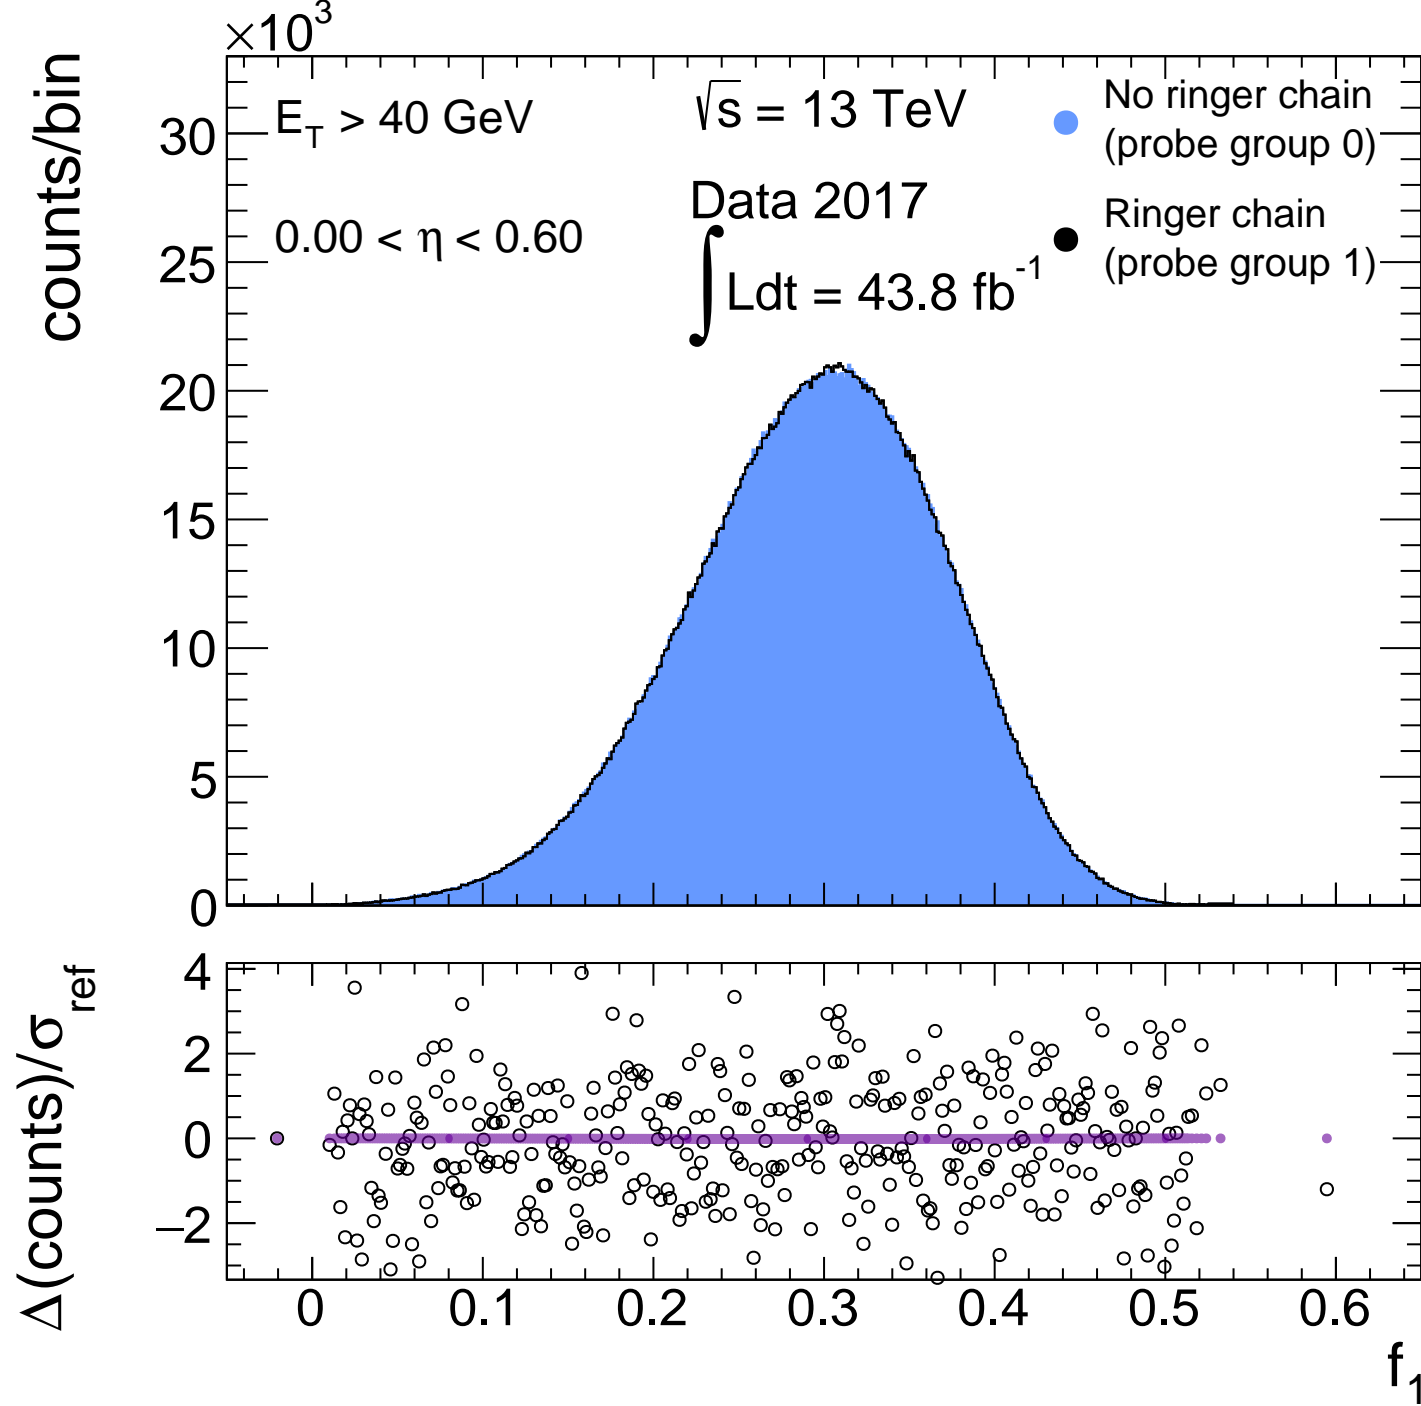 ×10³
counts/bin
E_T > 40 GeV
0.00 < η < 0.60
√s = 13 TeV
Data 2017
∫Ldt = 43.8 fb⁻¹
No ringer chain
(probe group 0)
Ringer chain
(probe group 1)
30
25
20
15
10
5
0
Δ(counts)/σ_ref
4
2
0
−2
0 0.1 0.2 0.3 0.4 0.5 0.6
f_1